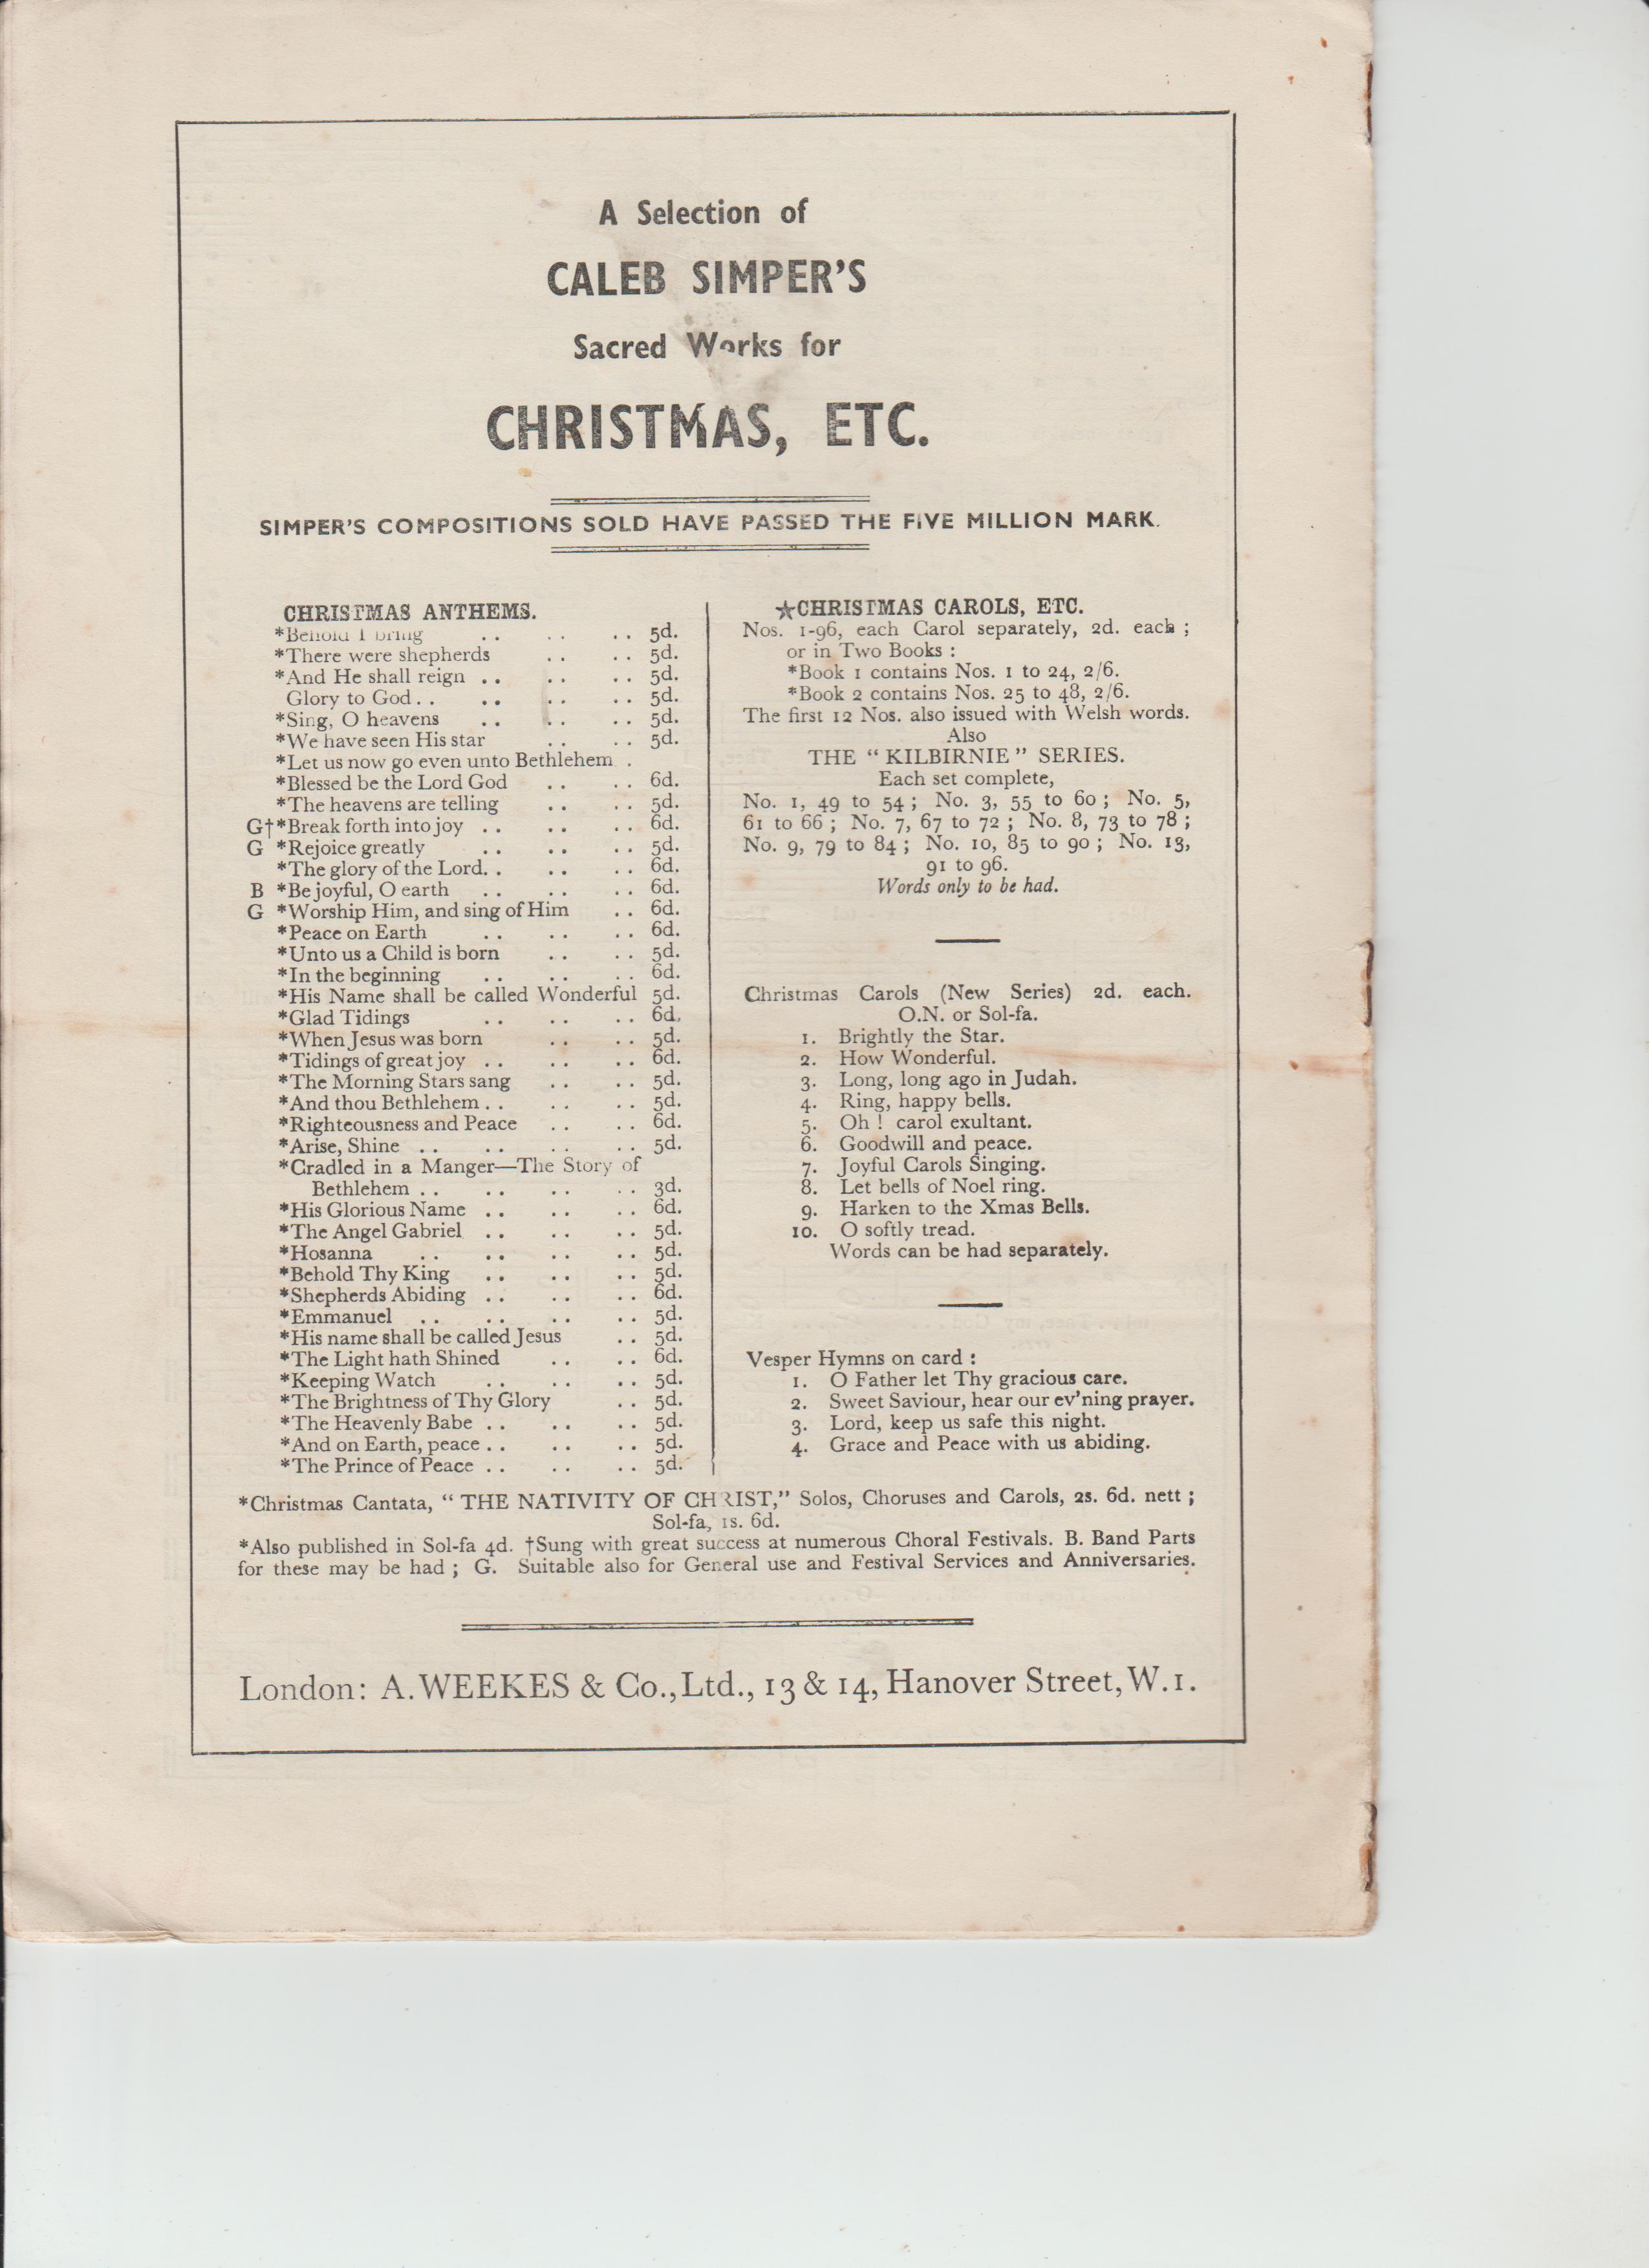 A Selection of
CALEB SIMPER'S
Sacred Works for
CHRISTMAS, ETC.
SIMPER'S COMPOSITIONS SOLD HAVE PASSED THE FIVE MILLION MARK.
CHRISTMAS ANTHEMS.
*Behold I bring .. .. .. 5d.
*There were shepherds .. .. 5d.
*And He shall reign .. .. .. 5d.
Glory to God .. .. .. .. 5d.
*Sing, O heavens .. .. .. 5d.
*We have seen His star .. .. 5d.
*Let us now go even unto Bethlehem .
*Blessed be the Lord God .. .. 6d.
*The heavens are telling .. .. 5d.
G†*Break forth into joy .. .. .. 6d.
G *Rejoice greatly .. .. .. 5d.
*The glory of the Lord .. .. .. 6d.
B *Be joyful, O earth .. .. .. 6d.
G *Worship Him, and sing of Him .. 6d.
*Peace on Earth .. .. .. 6d.
*Unto us a Child is born .. .. 5d.
*In the beginning .. .. .. 6d.
*His Name shall be called Wonderful 5d.
*Glad Tidings .. .. .. 6d.
*When Jesus was born .. .. 5d.
*Tidings of great joy .. .. .. 6d.
*The Morning Stars sang .. .. 5d.
*And thou Bethlehem .. .. .. 5d.
*Righteousness and Peace .. .. 6d.
*Arise, Shine .. .. .. .. 5d.
*Cradled in a Manger—The Story of
Bethlehem .. .. .. .. 3d.
*His Glorious Name .. .. .. 6d.
*The Angel Gabriel .. .. .. 5d.
*Hosanna .. .. .. .. 5d.
*Behold Thy King .. .. .. 5d.
*Shepherds Abiding .. .. .. 6d.
*Emmanuel .. .. .. .. 5d.
*His name shall be called Jesus .. 5d.
*The Light hath Shined .. .. 6d.
*Keeping Watch .. .. .. 5d.
*The Brightness of Thy Glory .. 5d.
*The Heavenly Babe .. .. .. 5d.
*And on Earth, peace .. .. .. 5d.
*The Prince of Peace .. .. .. 5d.
★CHRISTMAS CAROLS, ETC.
Nos. 1-96, each Carol separately, 2d. each ;
or in Two Books :
*Book 1 contains Nos. 1 to 24, 2/6.
*Book 2 contains Nos. 25 to 48, 2/6.
The first 12 Nos. also issued with Welsh words.
Also
THE "KILBIRNIE" SERIES.
Each set complete,
No. 1, 49 to 54 ; No. 3, 55 to 60 ; No. 5,
61 to 66 ; No. 7, 67 to 72 ; No. 8, 73 to 78 ;
No. 9, 79 to 84 ; No. 10, 85 to 90 ; No. 13,
91 to 96.
Words only to be had.
Christmas Carols (New Series) 2d. each.
O.N. or Sol-fa.
1. Brightly the Star.
2. How Wonderful.
3. Long, long ago in Judah.
4. Ring, happy bells.
5. Oh ! carol exultant.
6. Goodwill and peace.
7. Joyful Carols Singing.
8. Let bells of Noel ring.
9. Harken to the Xmas Bells.
10. O softly tread.
Words can be had separately.
Vesper Hymns on card :
1. O Father let Thy gracious care.
2. Sweet Saviour, hear our ev'ning prayer.
3. Lord, keep us safe this night.
4. Grace and Peace with us abiding.
*Christmas Cantata, "THE NATIVITY OF CHRIST," Solos, Choruses and Carols, 2s. 6d. nett ;
Sol-fa, 1s. 6d.
*Also published in Sol-fa 4d. †Sung with great success at numerous Choral Festivals. B. Band Parts
for these may be had ; G. Suitable also for General use and Festival Services and Anniversaries.
London: A. WEEKES & Co., Ltd., 13 & 14, Hanover Street, W.1.